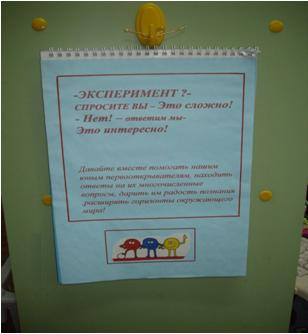 -ЭКСПЕРИМЕНТ ?-
СПРОСИТЕ ВЫ – Это сложно!
- Нет! – ответим мы-
Это интересно!
Давайте вместе помогать нашим
юным первооткрывателям, находить
ответы на их многочисленные
вопросы, дарить им радость познания
,расширять горизонты окружающего
мира!